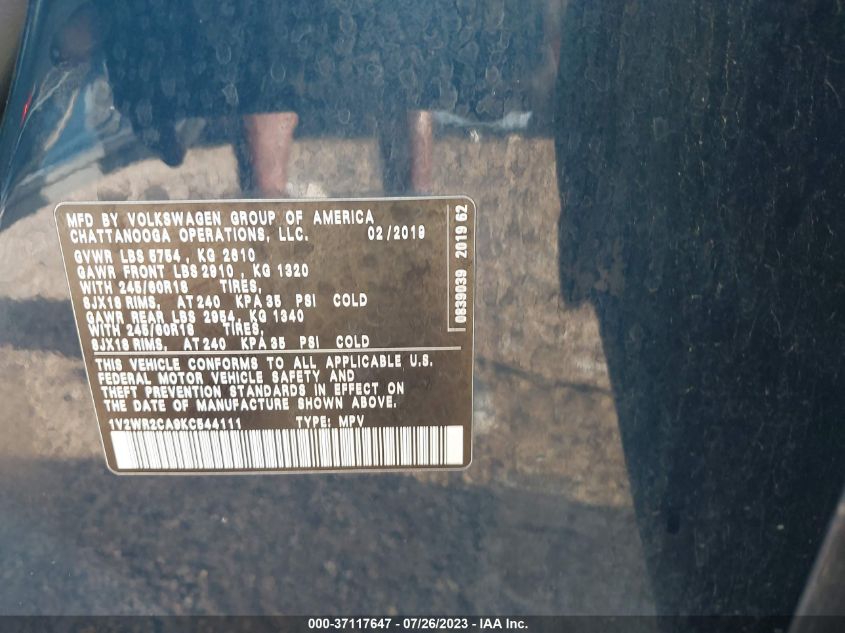 MFD BY VOLKSWAGEN GROUP OF AMERICA
CHATTANOOGA OPERATIONS, LLC. 02/2019
GVWR LBS 5754 , KG 2610
GAWR FRONT LBS 2910 , KG 1320
WITH 245/60R18 TIRES,
8JX18 RIMS, AT 240 KPA 35 PSI COLD
GAWR REAR LBS 2954, KG 1340
WITH 245/60R18 TIRES,
8JX18 RIMS, AT 240 KPA 35 PSI COLD
THIS VEHICLE CONFORMS TO ALL APPLICABLE U.S.
FEDERAL MOTOR VEHICLE SAFETY AND
THEFT PREVENTION STANDARDS IN EFFECT ON
THE DATE OF MANUFACTURE SHOWN ABOVE.
1V2WR2CA9KC544111 TYPE: MPV
0839039 2019 62
000-37117647 - 07/26/2023 - IAA Inc.